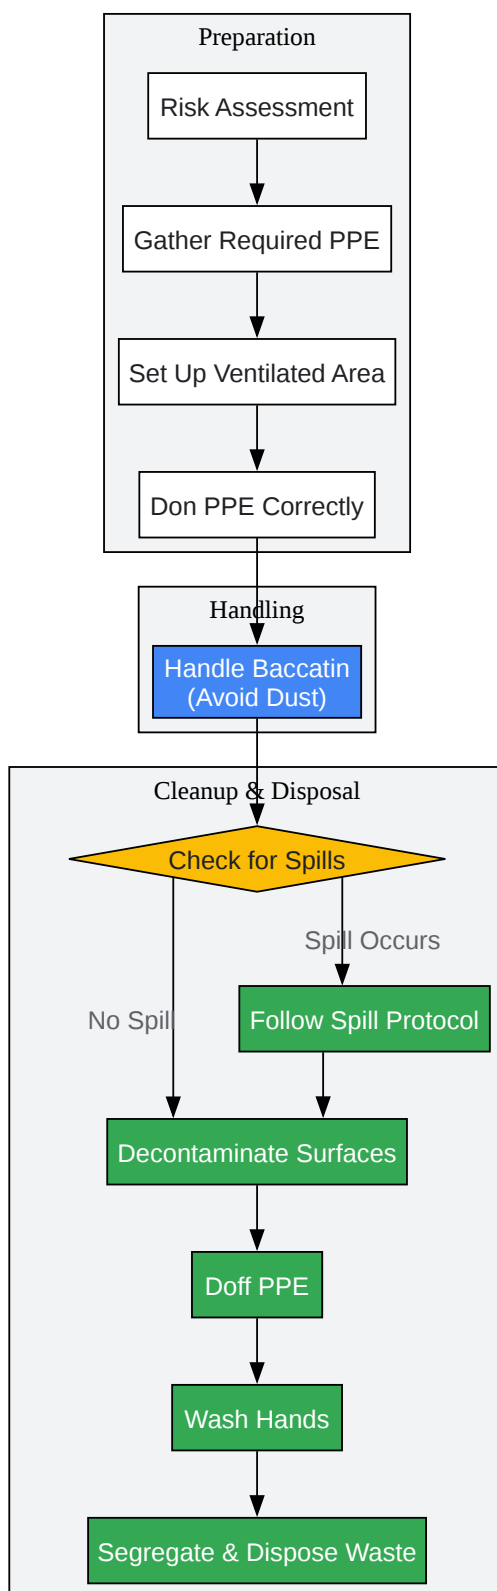 Preparation
Risk Assessment
Gather Required PPE
Set Up Ventilated Area
Don PPE Correctly
Handling
Handle Baccatin
(Avoid Dust)
Cleanup & Disposal
Check for Spills
Spill Occurs
No Spill
Follow Spill Protocol
Decontaminate Surfaces
Doff PPE
Wash Hands
Segregate & Dispose Waste